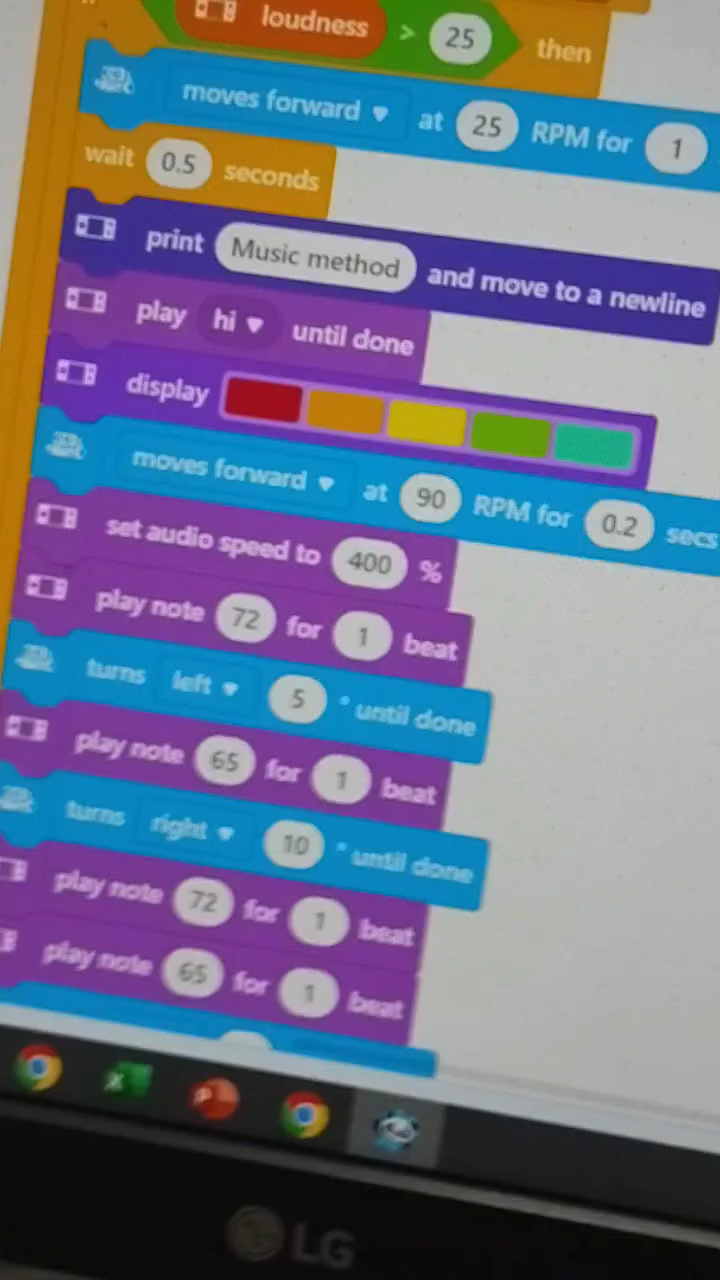 loudness > 25 then
moves forward at 25 RPM for 1
wait 0.5 seconds
print Music method and move to a newline
play hi until done
display
moves forward at 90 RPM for 0.2 secs
set audio speed to 400 %
play note 72 for 1 beat
turns left 5 ° until done
play note 65 for 1 beat
turns right 10 ° until done
play note 72 for 1 beat
play note 65 for 1 beat
LG